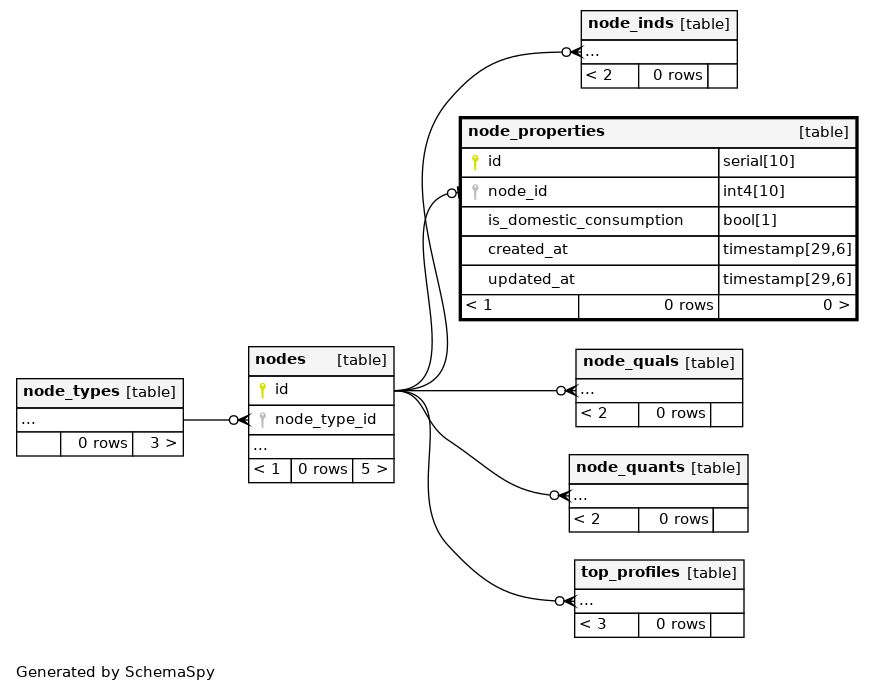 node_inds [table]
...
< 2 0 rows
node_properties [table]
id serial[10]
node_id int4[10]
is_domestic_consumption bool[1]
created_at timestamp[29,6]
updated_at timestamp[29,6]
< 1 0 rows 0 >
node_types [table]
...
0 rows 3 >
nodes [table]
id
node_type_id
...
< 1 0 rows 5 >
node_quals [table]
...
< 2 0 rows
node_quants [table]
...
< 2 0 rows
top_profiles [table]
...
< 3 0 rows
Generated by SchemaSpy